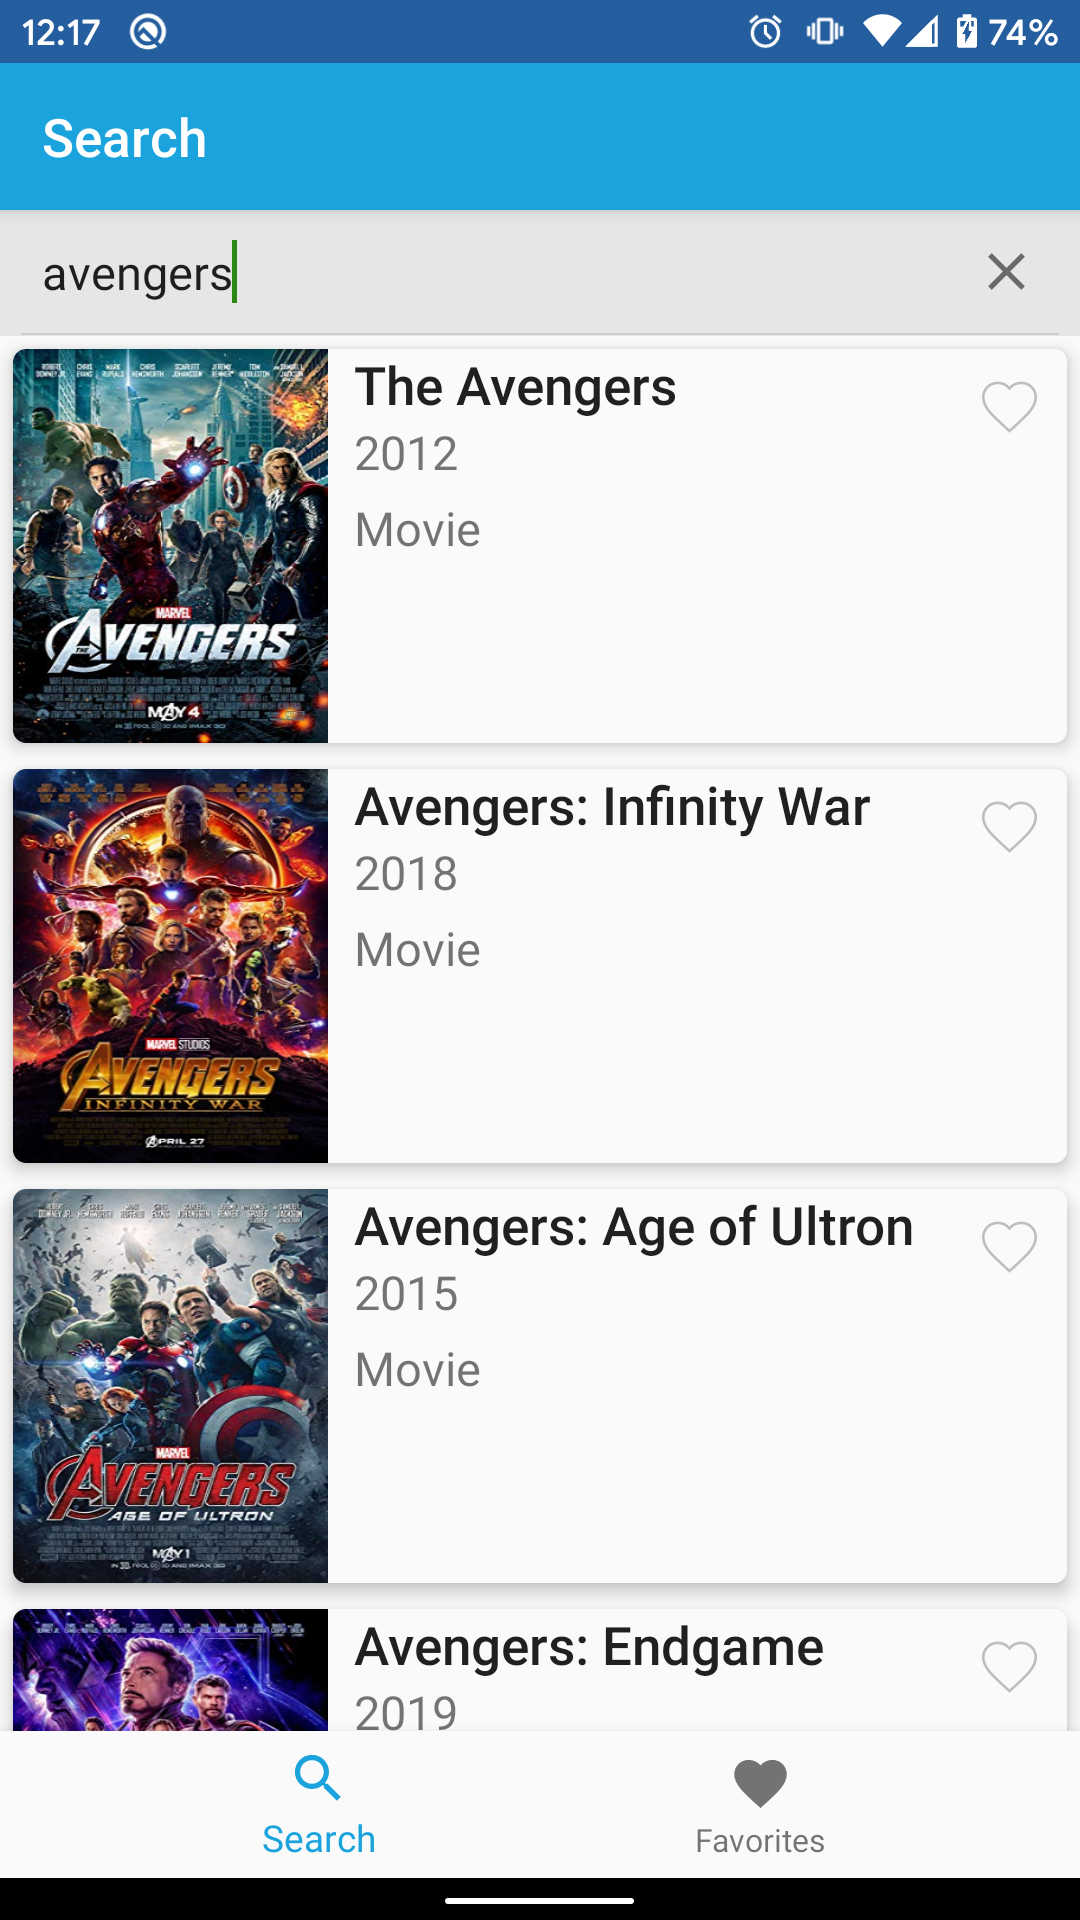 12:17
74%
Search
avengers
The Avengers
2012
Movie
MARVEL
THE AVENGERS
MAY 4
Avengers: Infinity War
2018
Movie
MARVEL STUDIOS
AVENGERS
INFINITY WAR
APRIL 27
Avengers: Age of Ultron
2015
Movie
MARVEL
AVENGERS
AGE OF ULTRON
MAY 1
Avengers: Endgame
2019
Search
Favorites